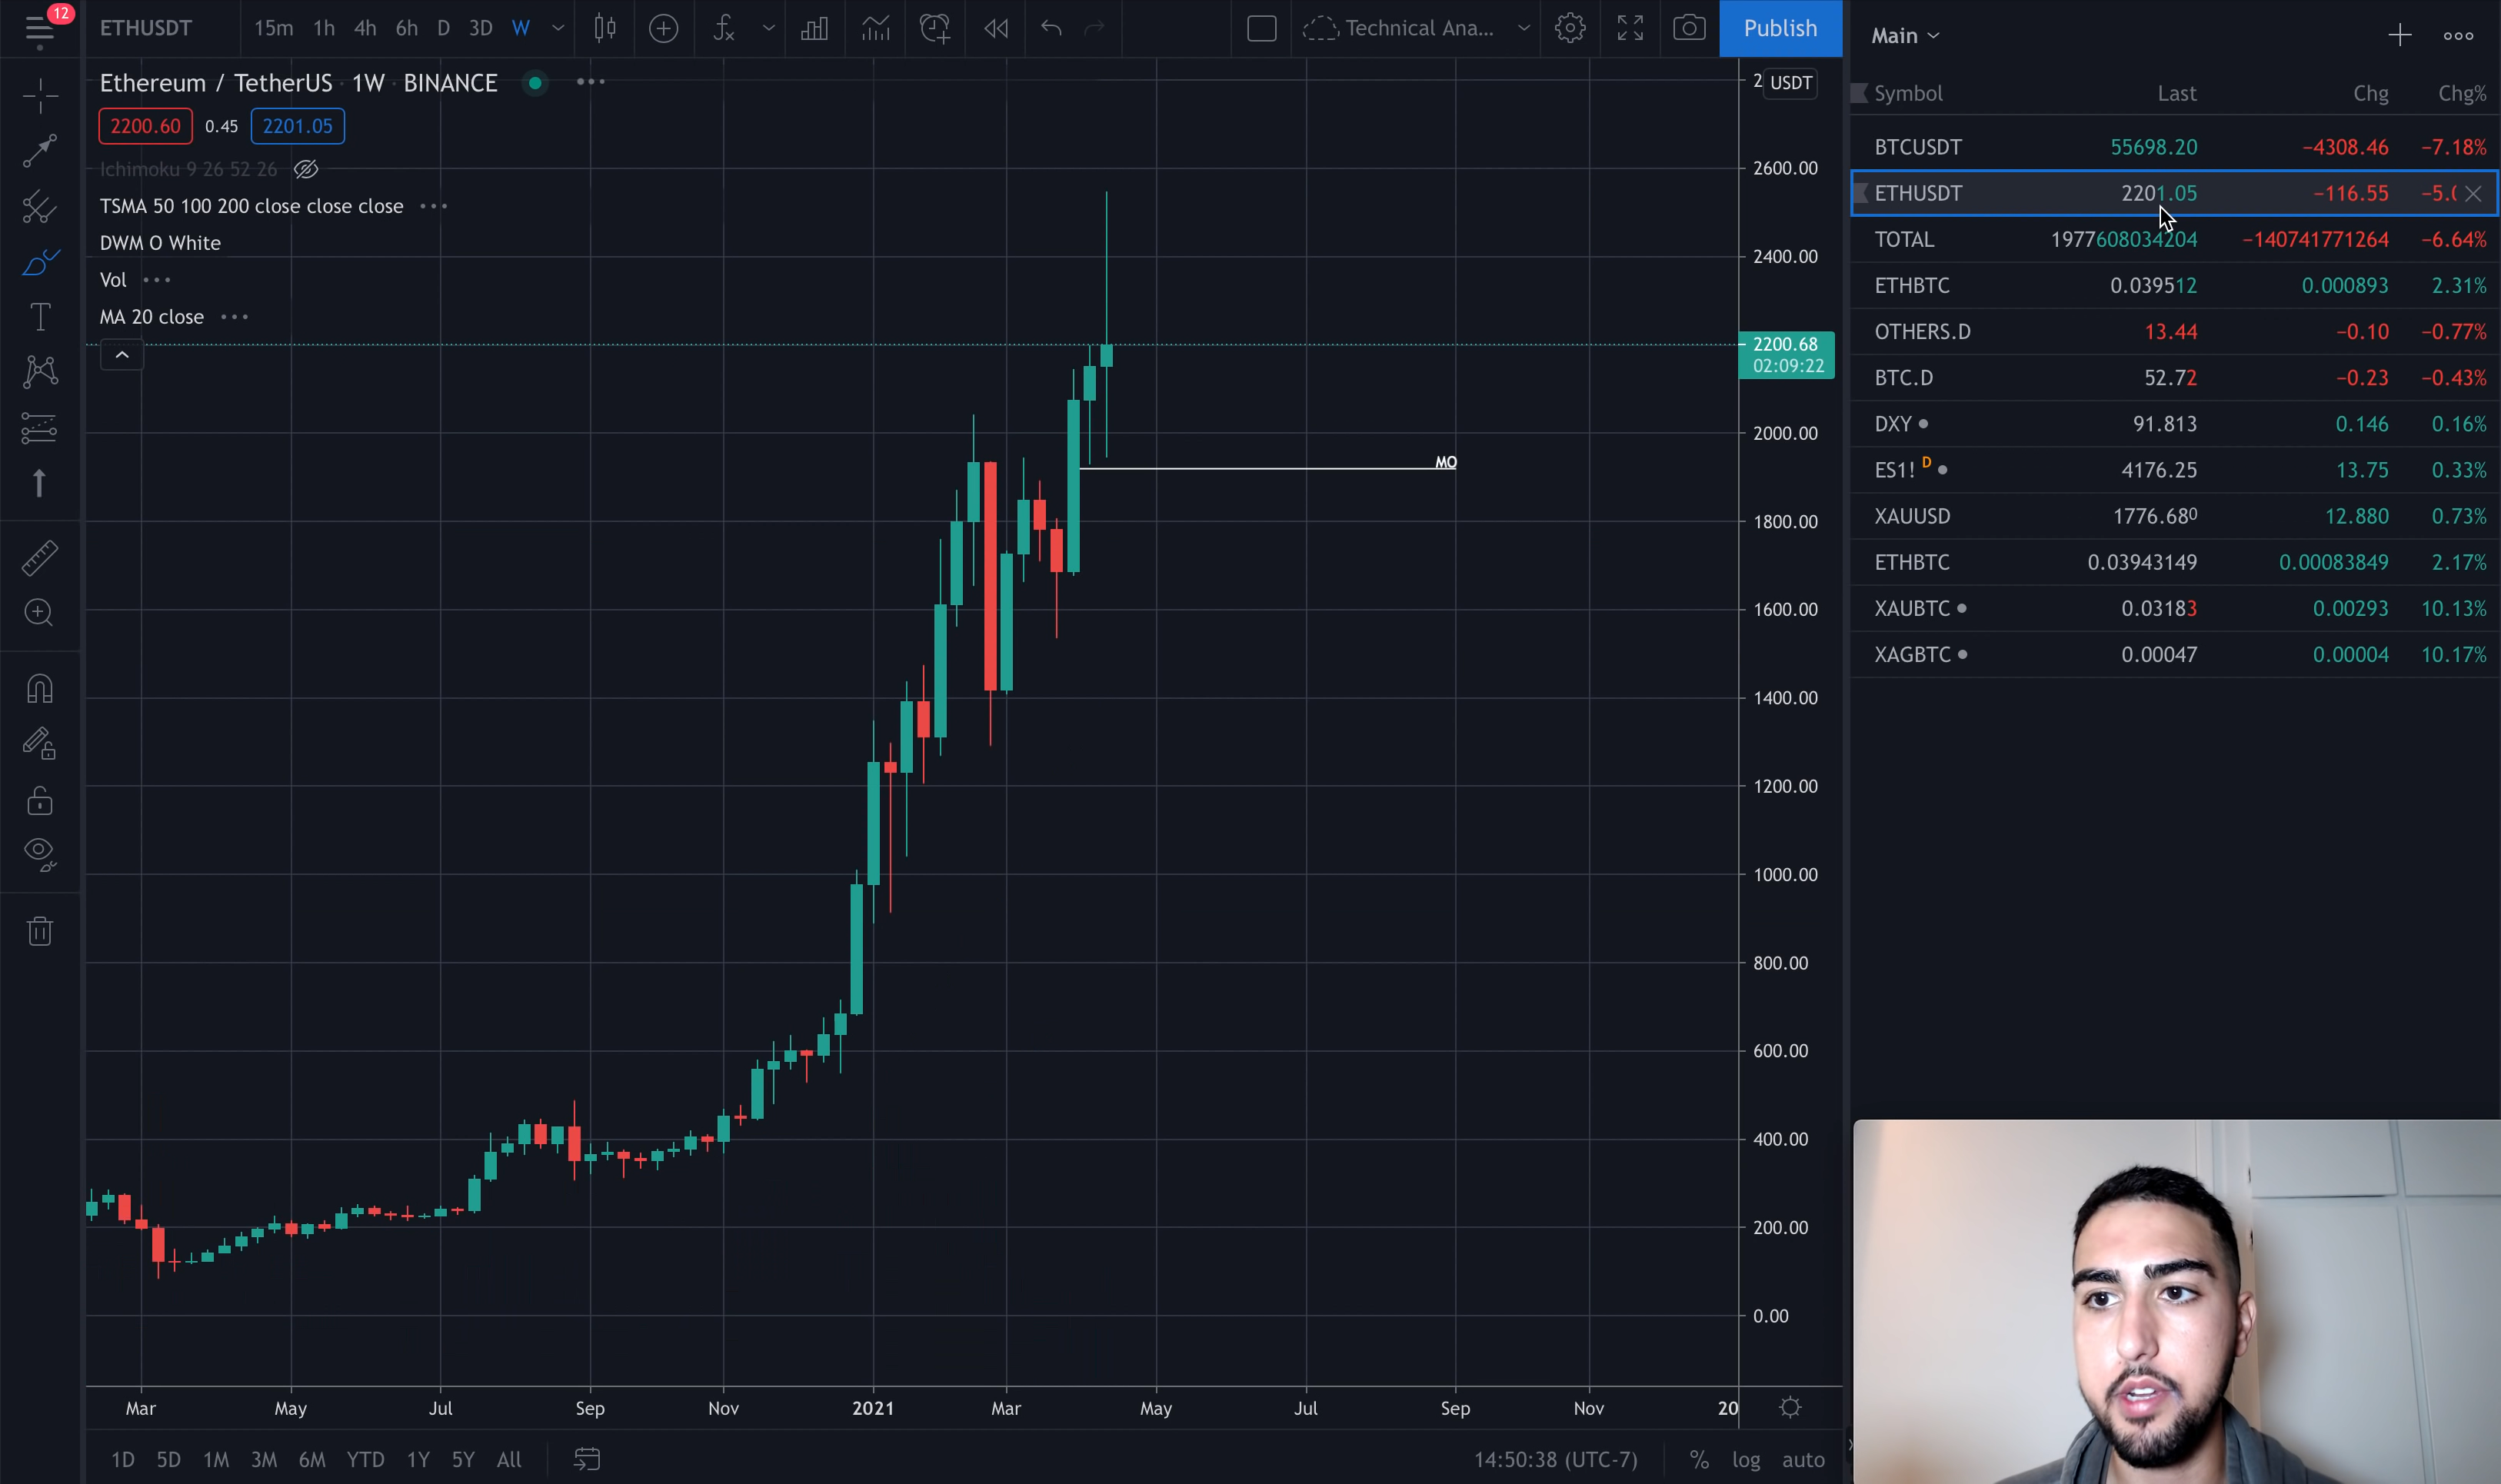 12
ETHUSDT 15m 1h 4h 6h D 3D W Technical Ana... Publish
Ethereum / TetherUS · 1W · BINANCE
2200.60 0.45 2201.05
Ichimoku 9 26 52 26
TSMA 50 100 200 close close close
DWM O White
Vol
MA 20 close
MO
2 USDT
2600.00
2400.00
2200.68
02:09:22
2000.00
1800.00
1600.00
1400.00
1200.00
1000.00
800.00
600.00
400.00
200.00
0.00
Mar May Jul Sep Nov 2021 Mar May Jul Sep Nov 20
1D 5D 1M 3M 6M YTD 1Y 5Y All 14:50:38 (UTC-7) % log auto
Main
Symbol Last Chg Chg%
BTCUSDT 55698.20 −4308.46 −7.18%
ETHUSDT 2201.05 −116.55 −5.0
TOTAL 1977608034204 −140741771264 −6.64%
ETHBTC 0.039512 0.000893 2.31%
OTHERS.D 13.44 −0.10 −0.77%
BTC.D 52.72 −0.23 −0.43%
DXY 91.813 0.146 0.16%
ES1! D 4176.25 13.75 0.33%
XAUUSD 1776.680 12.880 0.73%
ETHBTC 0.03943149 0.00083849 2.17%
XAUBTC 0.03183 0.00293 10.13%
XAGBTC 0.00047 0.00004 10.17%